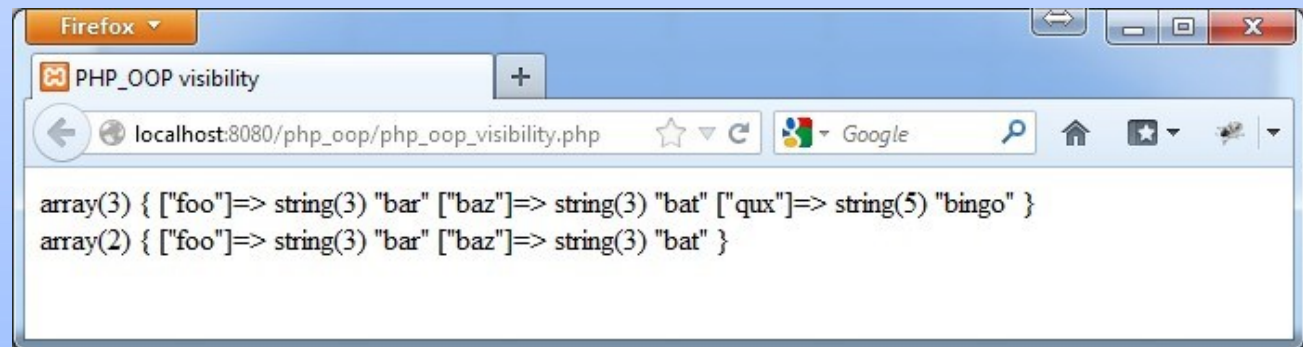 Firefox
PHP_OOP visibility
localhost:8080/php_oop/php_oop_visibility.php
Google
array(3) { ["foo"]=> string(3) "bar" ["baz"]=> string(3) "bat" ["qux"]=> string(5) "bingo" }
array(2) { ["foo"]=> string(3) "bar" ["baz"]=> string(3) "bat" }